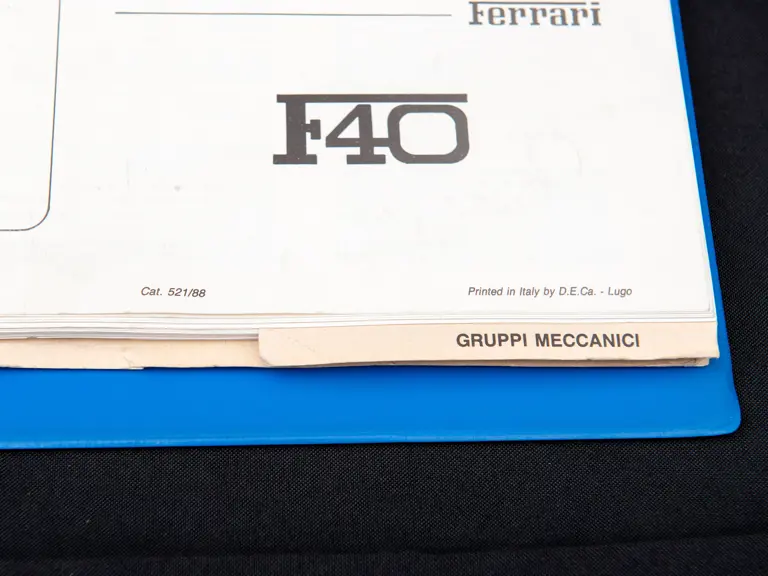 Ferrari
F40
Cat. 521/88
Printed in Italy by D.E.Ca. - Lugo
GRUPPI MECCANICI